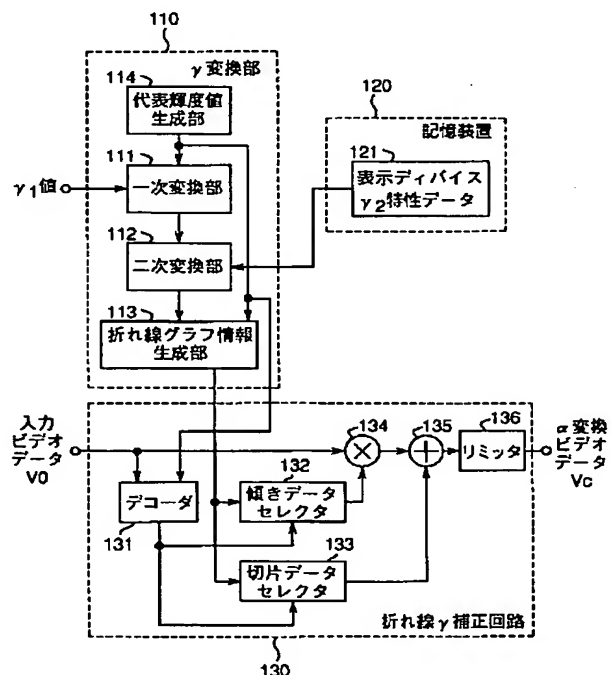 110
γ変換部
114
代表輝度値
生成部
120
記憶装置
121
表示ディバイス
γ2特性データ
γ1値
111
一次変換部
112
二次変換部
113
折れ線グラフ情報
生成部
入力
ビデオ
データ
V0
134
135
136
リミッタ
α変換
ビデオ
データ
Vc
デコーダ
131
132
傾きデータ
セレクタ
133
切片データ
セレクタ
折れ線γ補正回路
130